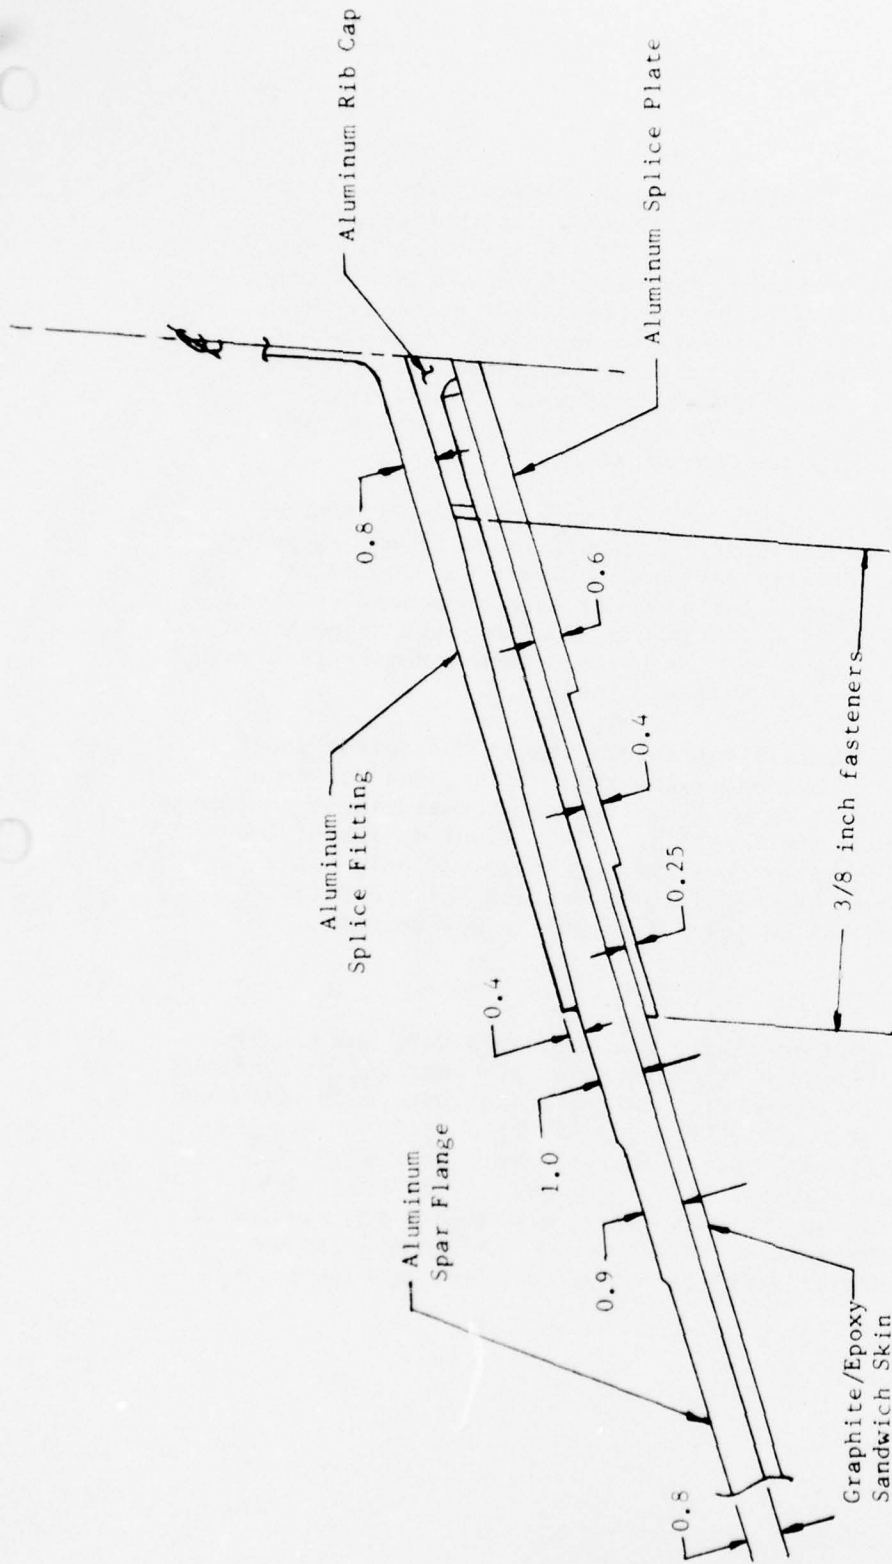 Aluminum Rib Cap
Aluminum Splice Plate
0.8
0.6
Aluminum
Splice Fitting
0.4
0.25
3/8 inch fasteners
0.4
1.0
Aluminum
Spar Flange
0.9
0.8
Graphite/Epoxy
Sandwich Skin